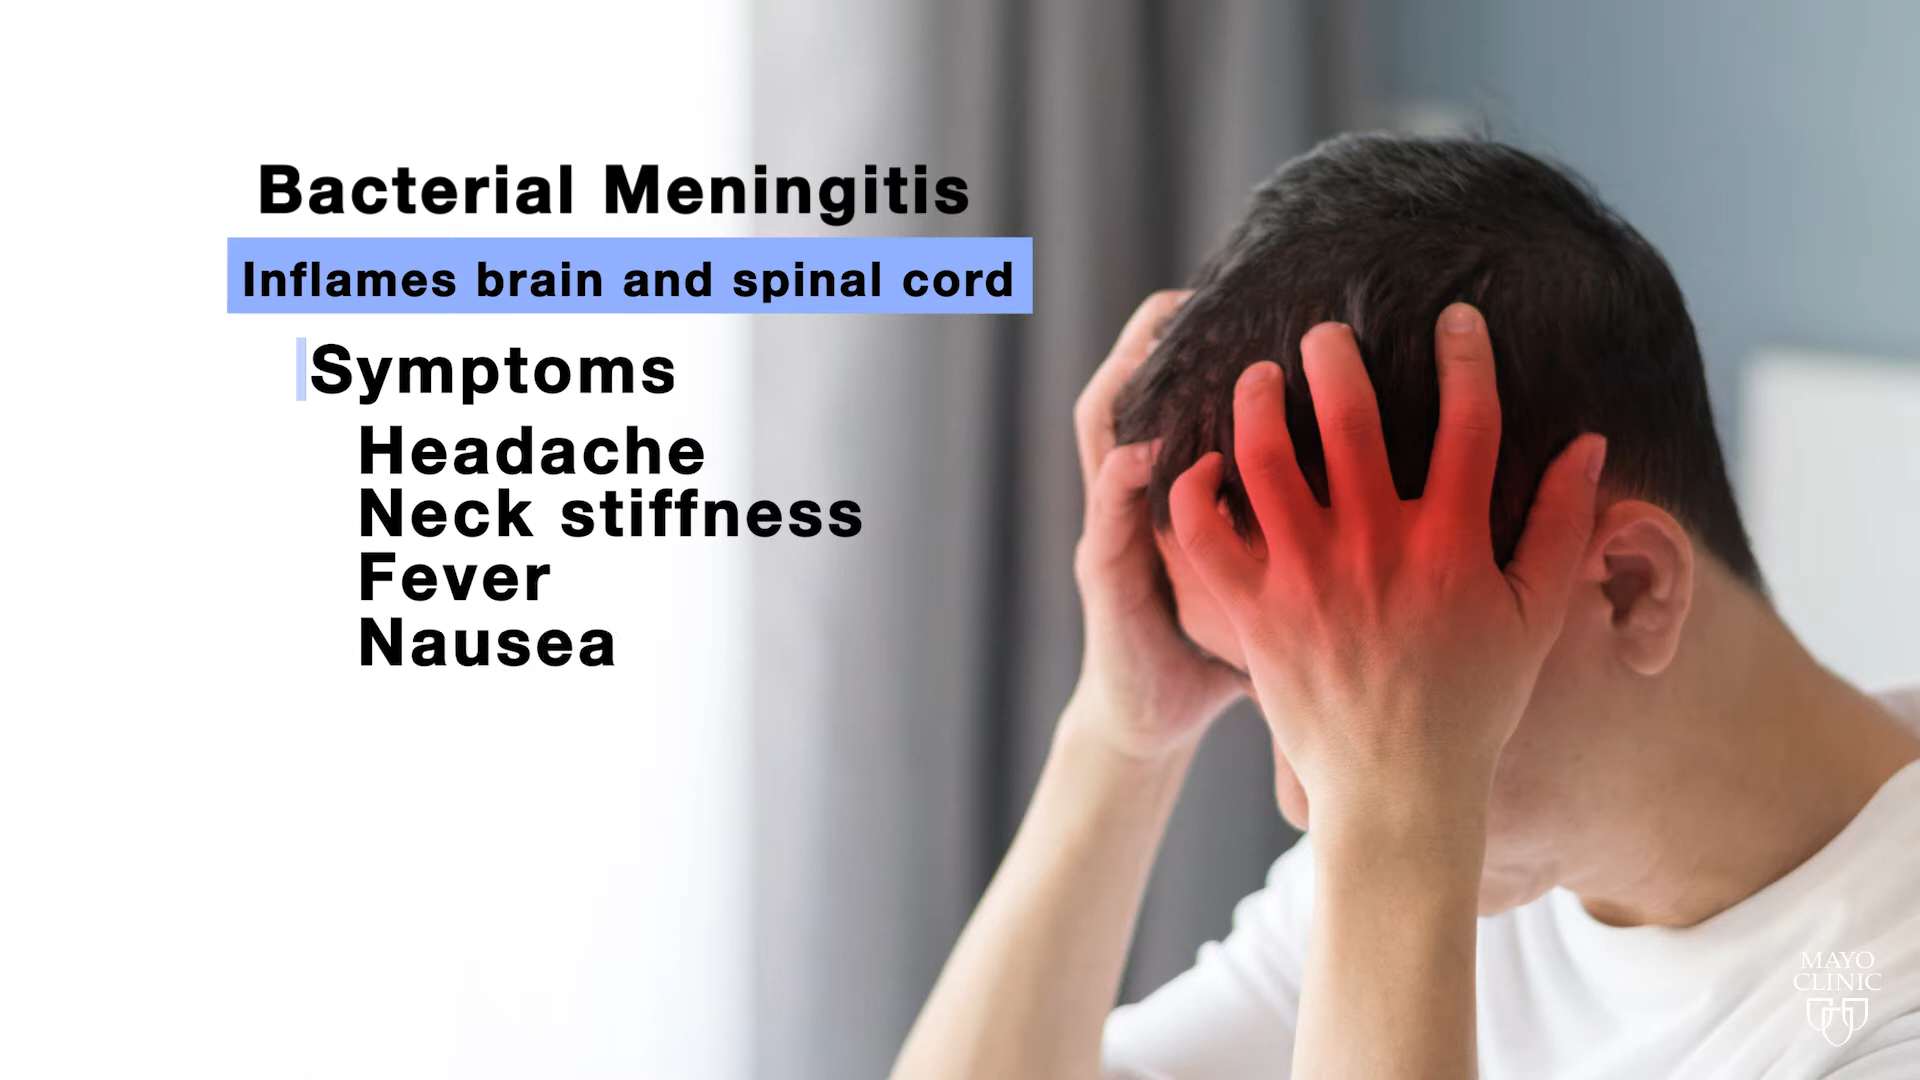 Bacterial Meningitis
Inflames brain and spinal cord
Symptoms
Headache
Neck stiffness
Fever
Nausea
MAYO
CLINIC